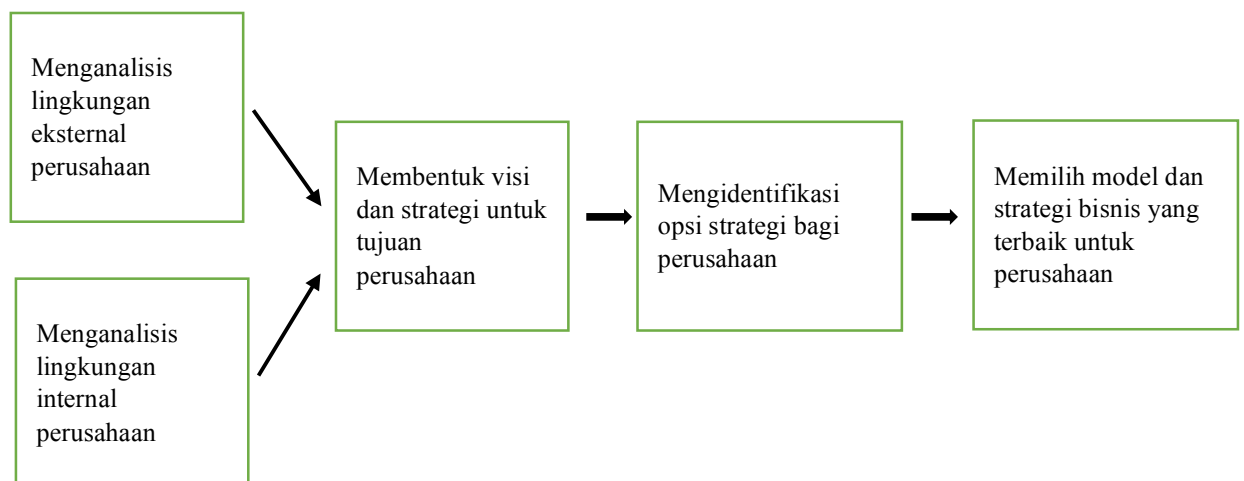 Menganalisis
lingkungan
eksternal
perusahaan
Menganalisis
lingkungan
internal
perusahaan
Membentuk visi
dan strategi untuk
tujuan
perusahaan
Mengidentifikasi
opsi strategi bagi
perusahaan
Memilih model dan
strategi bisnis yang
terbaik untuk
perusahaan